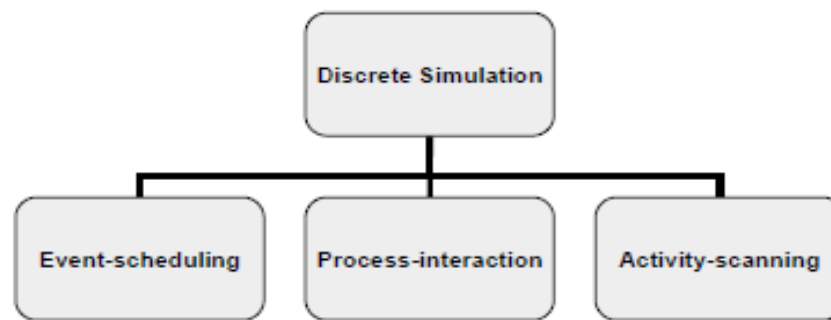 Discrete Simulation
Event-scheduling
Process-interaction
Activity-scanning